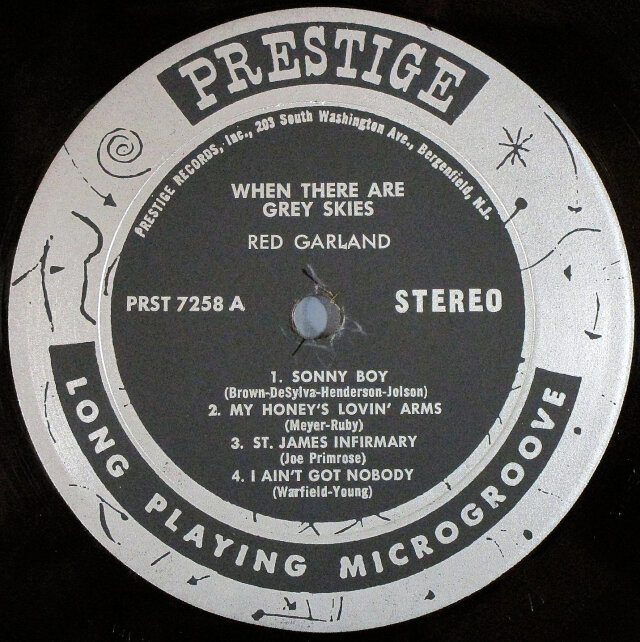 PRESTIGE
PRESTIGE RECORDS, Inc., 203 South Washington Ave., Bergenfield, N.J.
WHEN THERE ARE
GREY SKIES
RED GARLAND
PRST 7258 A
STEREO
1. SONNY BOY
(Brown-DeSylva-Henderson-Jolson)
2. MY HONEY'S LOVIN' ARMS
(Meyer-Ruby)
3. ST. JAMES INFIRMARY
(Joe Primrose)
4. I AIN'T GOT NOBODY
(Warfield-Young)
LONG PLAYING MICROGROOVE